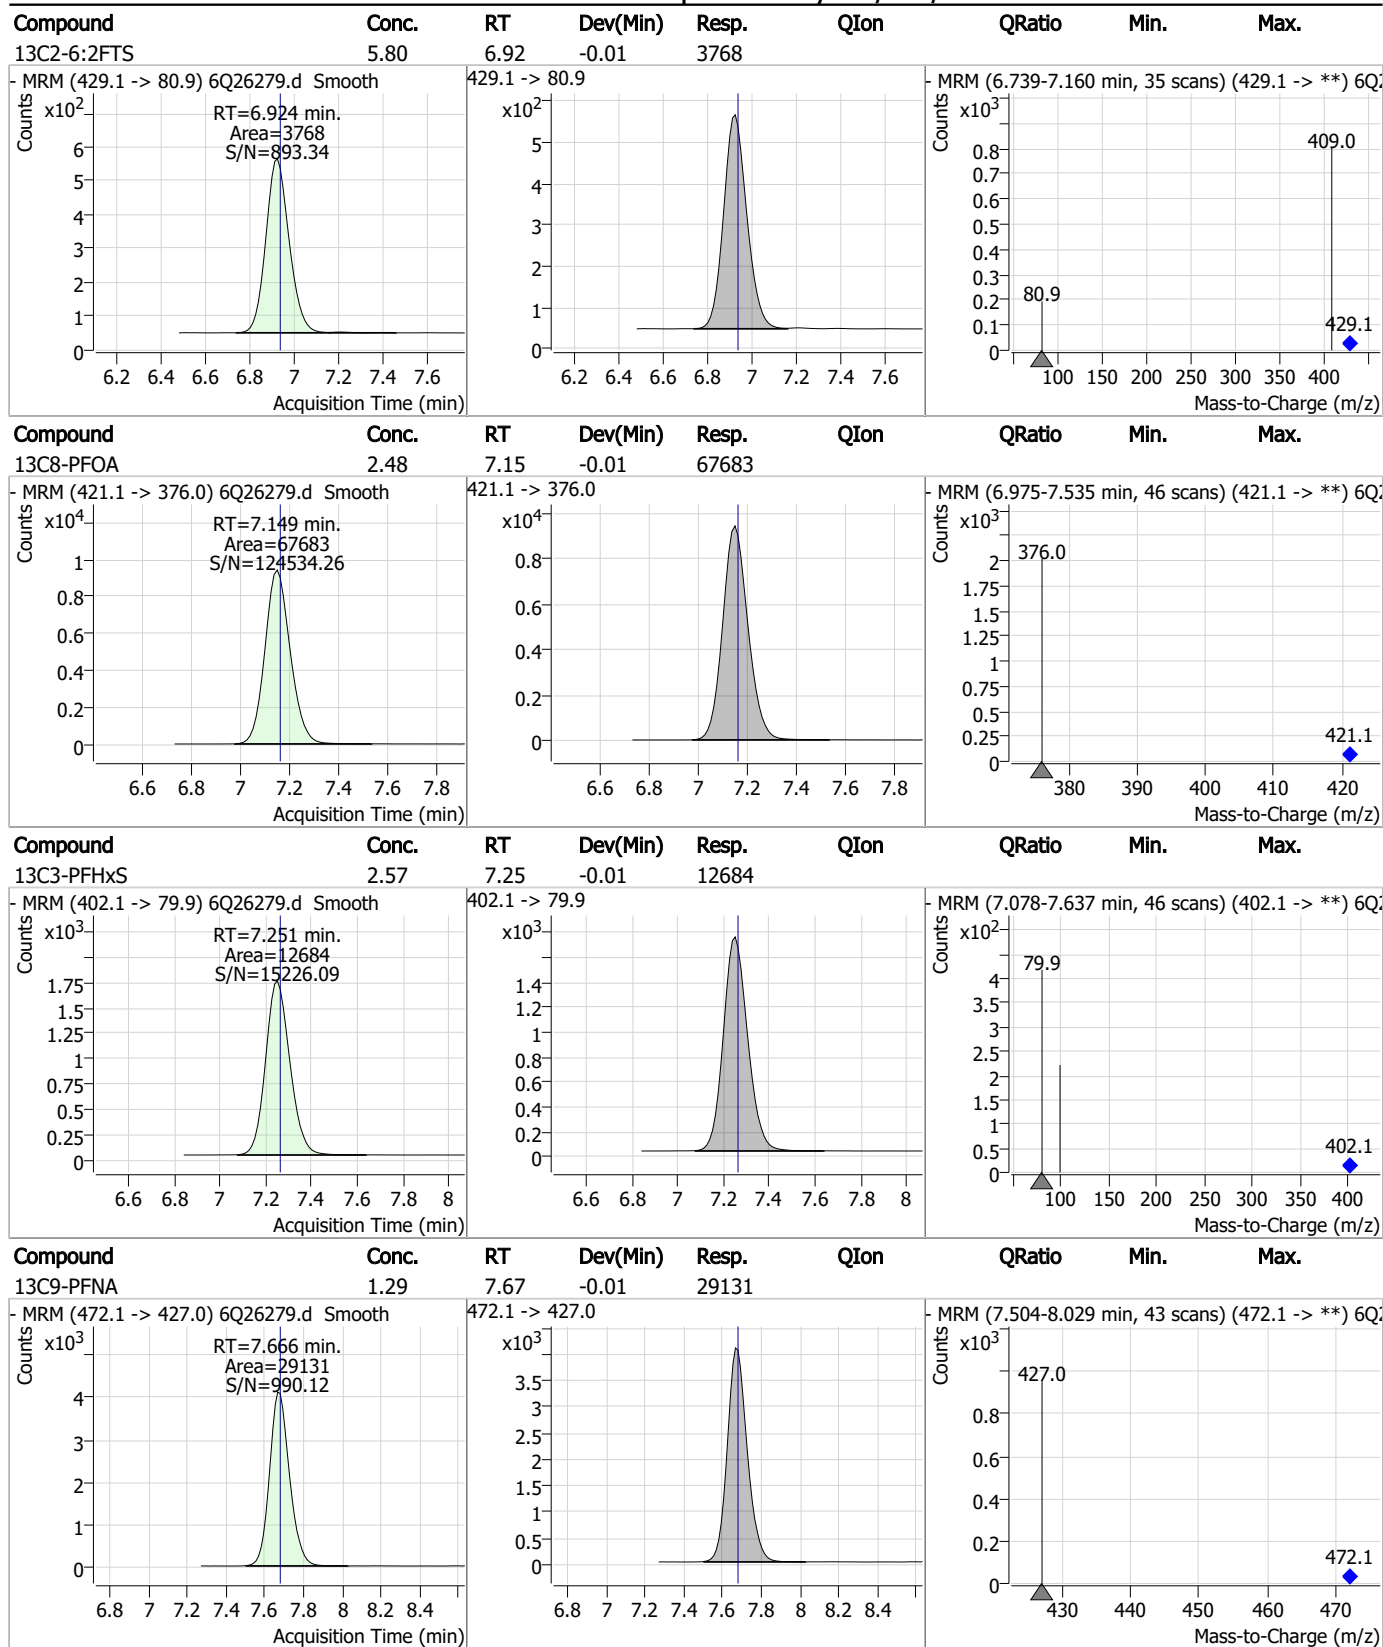 Compound Conc. RT Dev(Min) Resp. QIon QRatio Min. Max.
13C2-6:2FTS 5.80 6.92 -0.01 3768
- MRM (429.1 -> 80.9) 6Q26279.d Smooth
Counts
x10²
RT=6.924 min.
Area=3768
S/N=893.34
6
5
4
3
2
1
0
6.2 6.4 6.6 6.8 7 7.2 7.4 7.6
Acquisition Time (min)
429.1 -> 80.9
x10²
5
4
3
2
1
0
6.2 6.4 6.6 6.8 7 7.2 7.4 7.6
- MRM (6.739-7.160 min, 35 scans) (429.1 -> **)
Counts
x10³
409.0
0.8
0.7
0.6
0.5
0.4
0.3
0.2
0.1
0
80.9
429.1
100 150 200 250 300 350 400
Mass-to-Charge (m/z)
Compound Conc. RT Dev(Min) Resp. QIon QRatio Min. Max.
13C8-PFOA 2.48 7.15 -0.01 67683
- MRM (421.1 -> 376.0) 6Q26279.d Smooth
Counts
x10⁴
RT=7.149 min.
Area=67683
S/N=124534.26
1
0.8
0.6
0.4
0.2
0
6.6 6.8 7 7.2 7.4 7.6 7.8
Acquisition Time (min)
421.1 -> 376.0
x10⁴
0.8
0.6
0.4
0.2
0
6.6 6.8 7 7.2 7.4 7.6 7.8
- MRM (6.975-7.535 min, 46 scans) (421.1 -> **)
Counts
x10³
376.0
2
1.75
1.5
1.25
1
0.75
0.5
0.25
0
421.1
380 390 400 410 420
Mass-to-Charge (m/z)
Compound Conc. RT Dev(Min) Resp. QIon QRatio Min. Max.
13C3-PFHxS 2.57 7.25 -0.01 12684
- MRM (402.1 -> 79.9) 6Q26279.d Smooth
Counts
x10³
RT=7.251 min.
Area=12684
S/N=15226.09
1.75
1.5
1.25
1
0.75
0.5
0.25
0
6.6 6.8 7 7.2 7.4 7.6 7.8 8
Acquisition Time (min)
402.1 -> 79.9
x10³
1.4
1.2
1
0.8
0.6
0.4
0.2
0
6.6 6.8 7 7.2 7.4 7.6 7.8 8
- MRM (7.078-7.637 min, 46 scans) (402.1 -> **)
Counts
x10²
79.9
4
3.5
3
2.5
2
1.5
1
0.5
0
402.1
100 150 200 250 300 350 400
Mass-to-Charge (m/z)
Compound Conc. RT Dev(Min) Resp. QIon QRatio Min. Max.
13C9-PFNA 1.29 7.67 -0.01 29131
- MRM (472.1 -> 427.0) 6Q26279.d Smooth
Counts
x10³
RT=7.666 min.
Area=29131
S/N=990.12
4
3
2
1
0
6.8 7 7.2 7.4 7.6 7.8 8 8.2 8.4
Acquisition Time (min)
472.1 -> 427.0
x10³
3.5
3
2.5
2
1.5
1
0.5
0
6.8 7 7.2 7.4 7.6 7.8 8 8.2 8.4
- MRM (7.504-8.029 min, 43 scans) (472.1 -> **)
Counts
x10³
427.0
0.8
0.6
0.4
0.2
0
472.1
430 440 450 460 470
Mass-to-Charge (m/z)